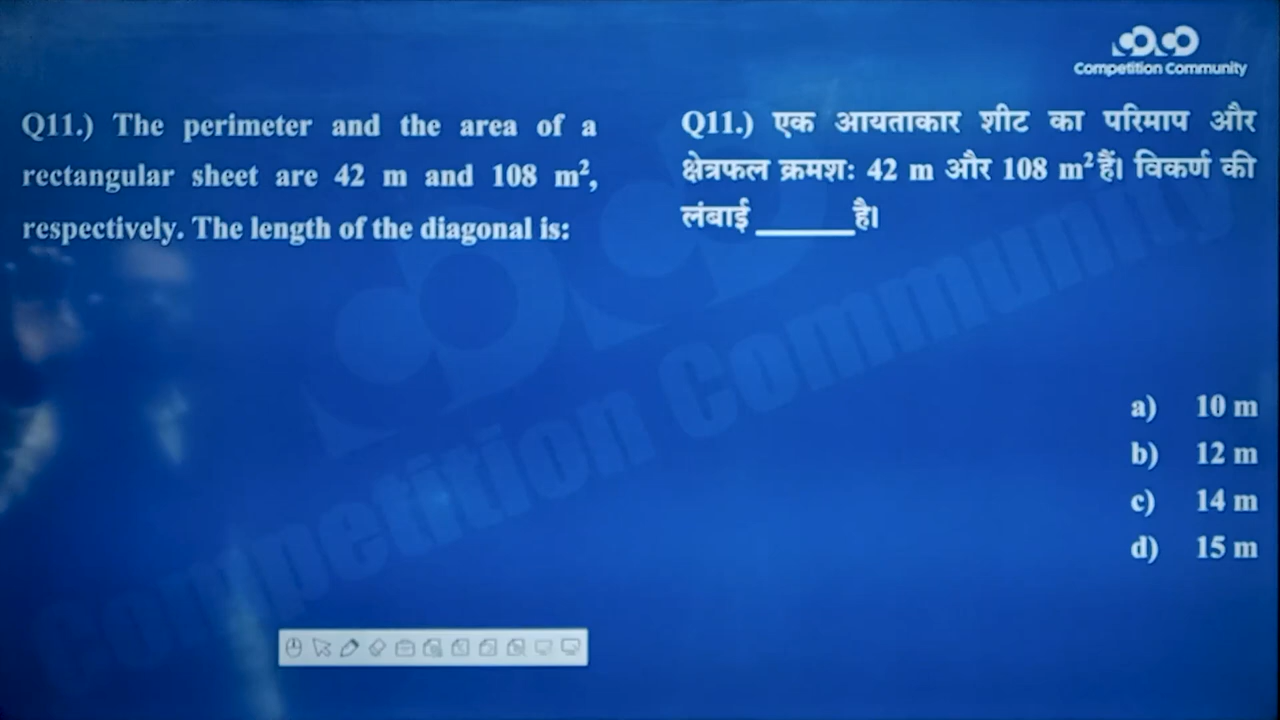 Competition Community
Q11.) The perimeter and the area of a
rectangular sheet are 42 m and 108 m²,
respectively. The length of the diagonal is:
Q11.) एक आयताकार शीट का परिमाप और
क्षेत्रफल क्रमश: 42 m और 108 m² हैं। विकर्ण की
लंबाई ______ है।
Competition Community
a) 10 m
b) 12 m
c) 14 m
d) 15 m